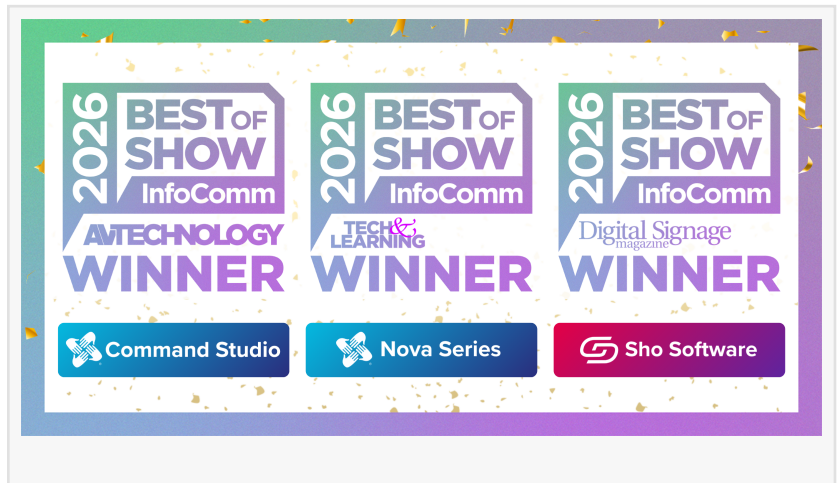 2026
BEST OF
SHOW
InfoComm
AVTECHNOLOGY
WINNER
Command Studio
2026
BEST OF
SHOW
InfoComm
TECH&
LEARNING
WINNER
Nova Series
2026
BEST OF
SHOW
InfoComm
Digital Signage
magazine
WINNER
Sho Software